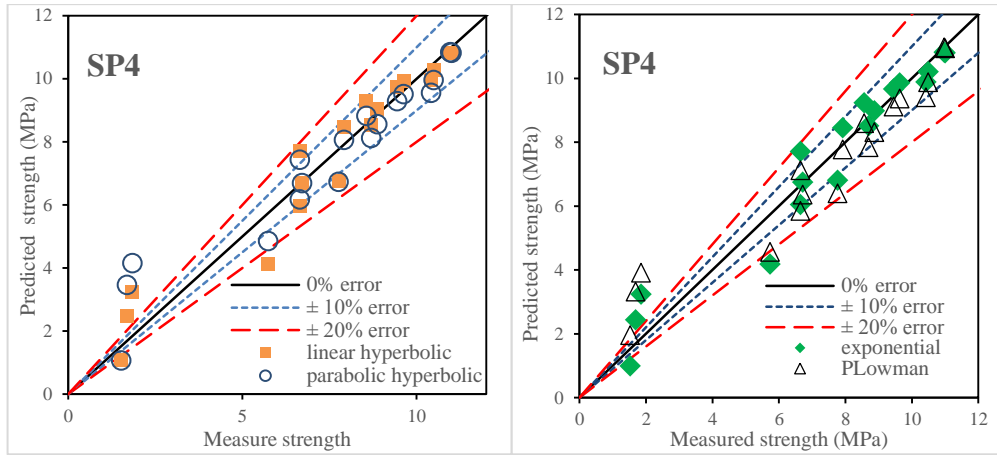 SP4
Predicted strength (MPa)
12
10
8
6
4
2
0
0% error
± 10% error
± 20% error
linear hyperbolic
parabolic hyperbolic
0
5
10
Measure strength
SP4
Predicted strength (MPa)
12
10
8
6
4
2
0
0% error
± 10% error
± 20% error
exponential
PLowman
0
2
4
6
8
10
12
Measured strength (MPa)